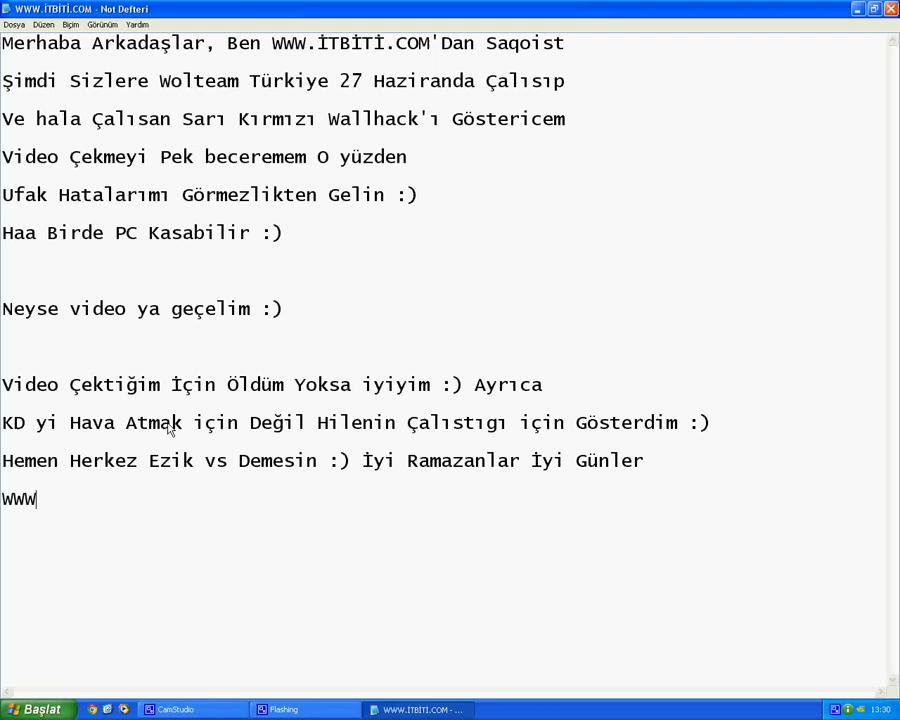 WWW.İTBİTİ.COM - Not Defteri
Dosya Düzen Biçim Görünüm Yardım
Merhaba Arkadaşlar, Ben WWW.İTBİTİ.COM'Dan Saqoist
Şimdi Sizlere Wolteam Türkiye 27 Haziranda Çalısıp
Ve hala Çalısan Sarı Kırmızı Wallhack'ı Göstericem
Video Çekmeyi Pek beceremem O yüzden
Ufak Hatalarımı Görmezlikten Gelin :)
Haa Birde PC Kasabilir :)
Neyse video ya geçelim :)
Video Çektiğim İçin Öldüm Yoksa iyiyim :) Ayrıca
KD yi Hava Atmak için Değil Hilenin Çalıstıgı için Gösterdim :)
Hemen Herkez Ezik vs Demesin :) İyi Ramazanlar İyi Günler
WWW
Başlat CamStudio Flashing WWW.İTBİTİ.COM - ... 13:30